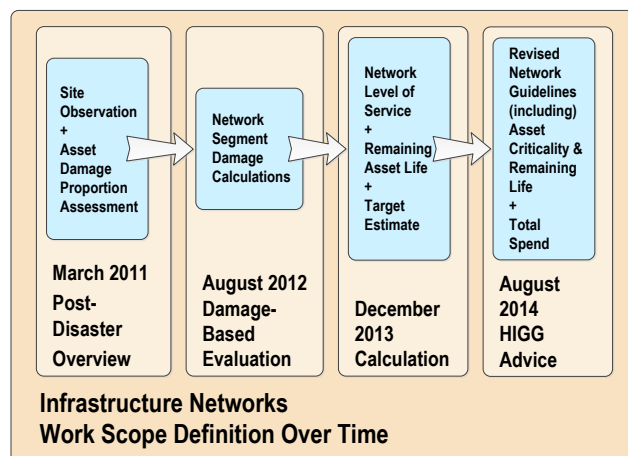 Site
Observation
+
Asset
Damage
Proportion
Assessment
March 2011
Post-
Disaster
Overview
Network
Segment
Damage
Calculations
August 2012
Damage-
Based
Evaluation
Network
Level of
Service
+
Remaining
Asset Life
+
Target
Estimate
December
2013
Calculation
Revised
Network
Guidelines
(including)
Asset
Criticality &
Remaining
Life
+
Total
Spend
August
2014
HIGG
Advice
Infrastructure Networks
Work Scope Definition Over Time